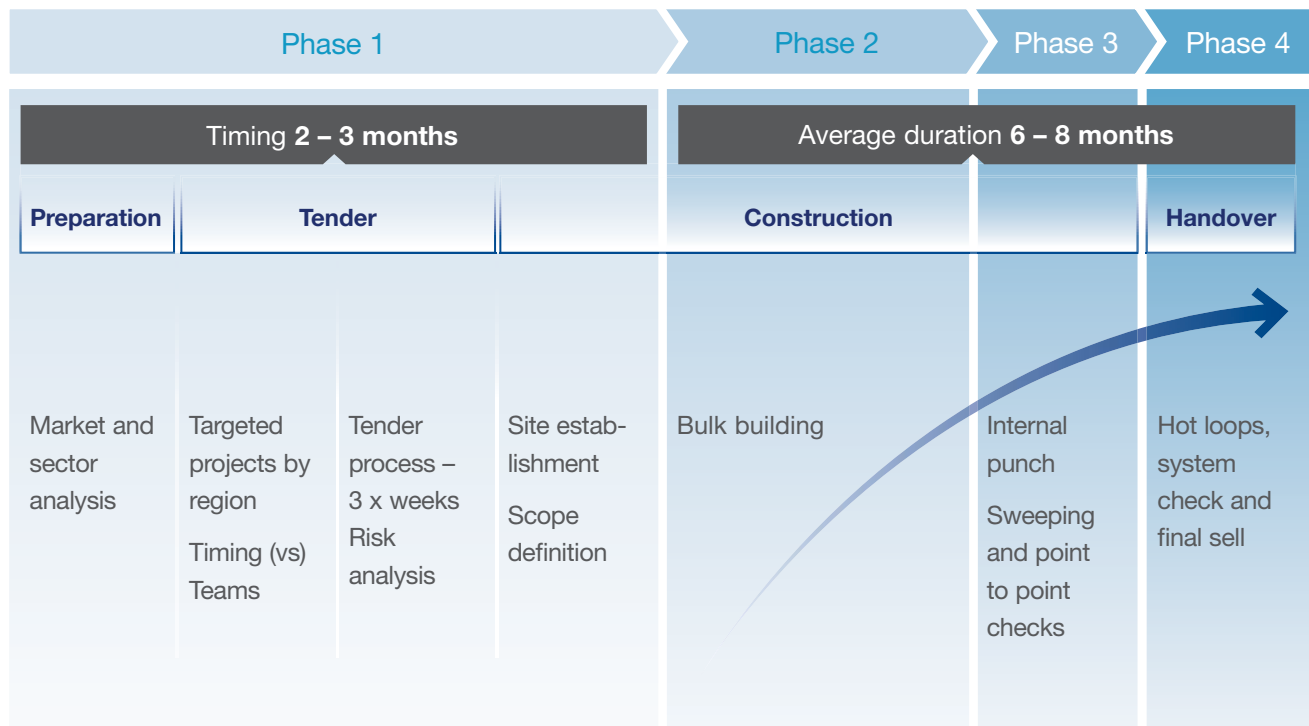 Phase 1
Phase 2
Phase 3
Phase 4
Timing 2 – 3 months
Average duration 6 – 8 months
Preparation
Tender
Construction
Handover
Market and
sector
analysis
Targeted
projects by
region
Timing (vs)
Teams
Tender
process –
3 x weeks
Risk
analysis
Site estab-
lishment
Scope
definition
Bulk building
Internal
punch
Sweeping
and point
to point
checks
Hot loops,
system
check and
final sell